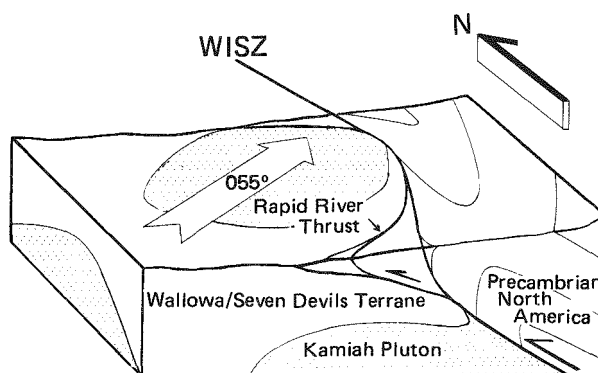 WISZ
N
055°
Rapid River
Thrust
Wallowa/Seven Devils Terrane
Precambrian
North
America
Kamiah Pluton